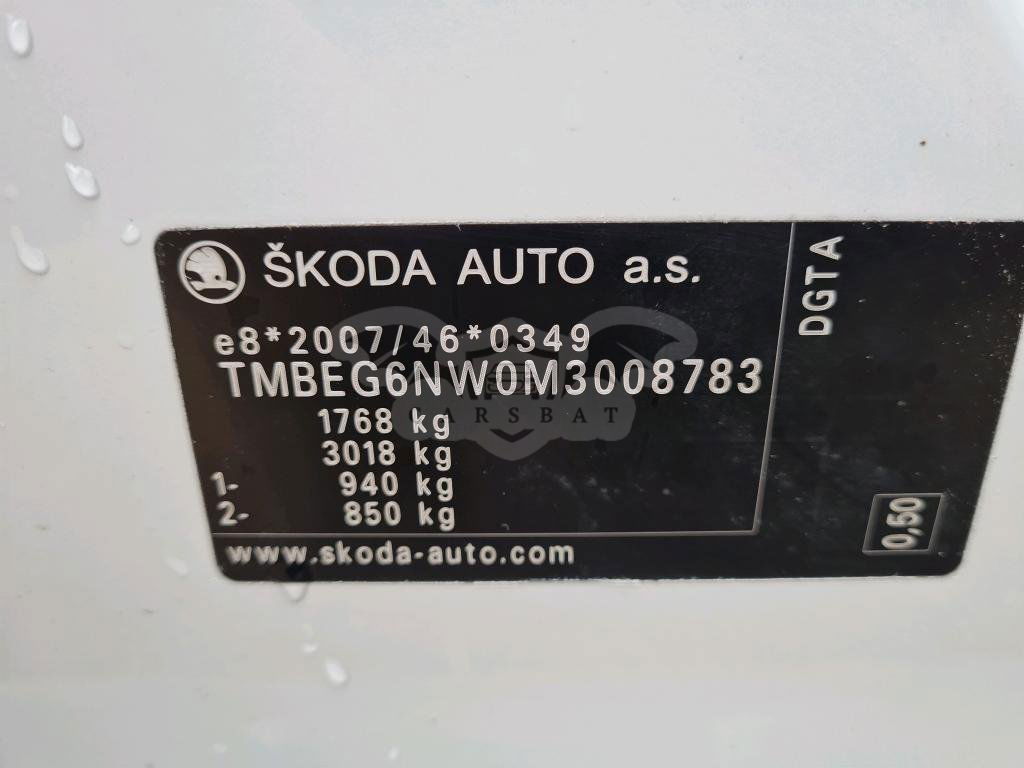 ŠKODA AUTO a.s.
e8*2007/46*0349
TMBEG6NW0M3008783
1768 kg
3018 kg
1- 940 kg
2- 850 kg
www.skoda-auto.com
DGTA
0,50
CARSBAT